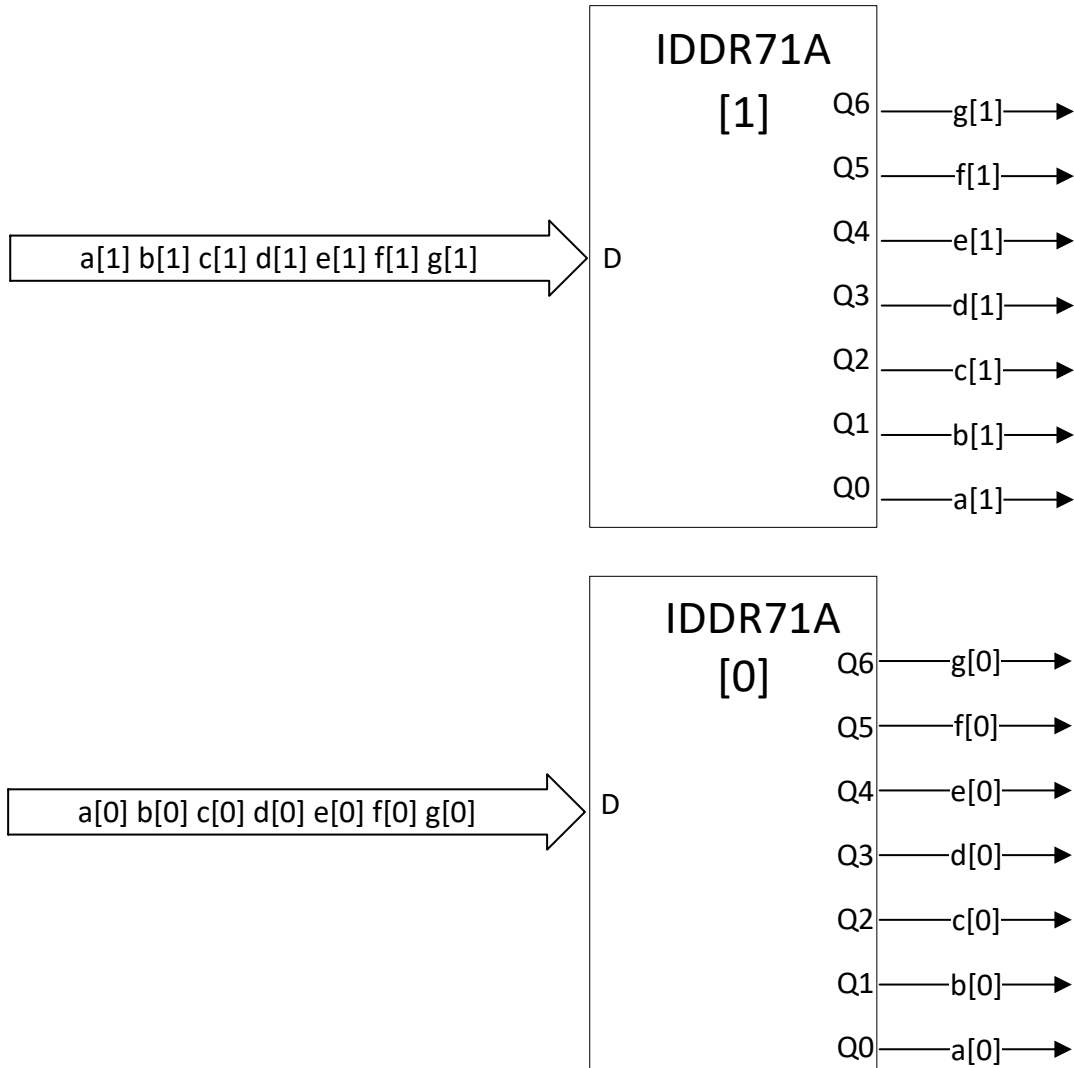 IDDR71A
[1]
Q6 g[1]
Q5 f[1]
Q4 e[1]
a[1] b[1] c[1] d[1] e[1] f[1] g[1] D
Q3 d[1]
Q2 c[1]
Q1 b[1]
Q0 a[1]
IDDR71A
[0]
Q6 g[0]
Q5 f[0]
Q4 e[0]
a[0] b[0] c[0] d[0] e[0] f[0] g[0] D
Q3 d[0]
Q2 c[0]
Q1 b[0]
Q0 a[0]